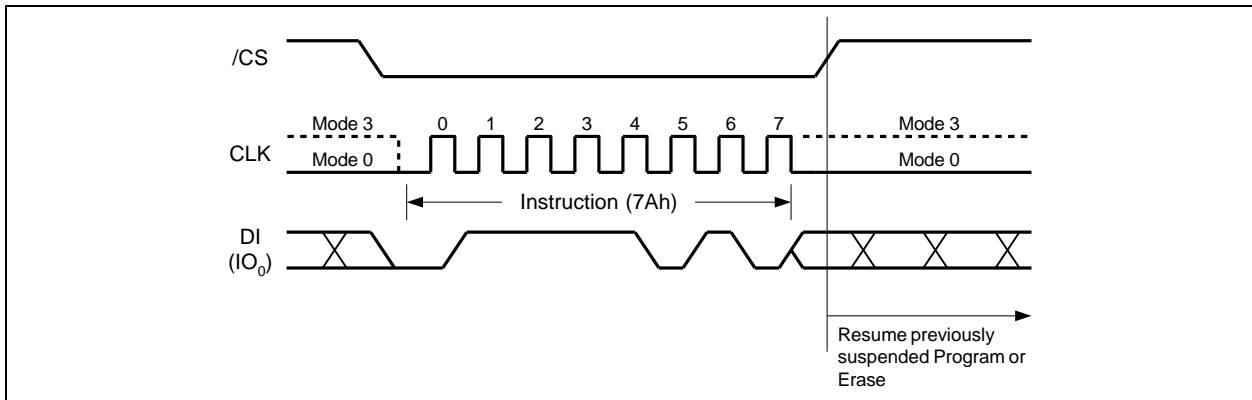 /CS
Mode 3 0 1 2 3 4 5 6 7 Mode 3
CLK
Mode 0 Mode 0
Instruction (7Ah)
DI
(IO0)
Resume previously
suspended Program or
Erase